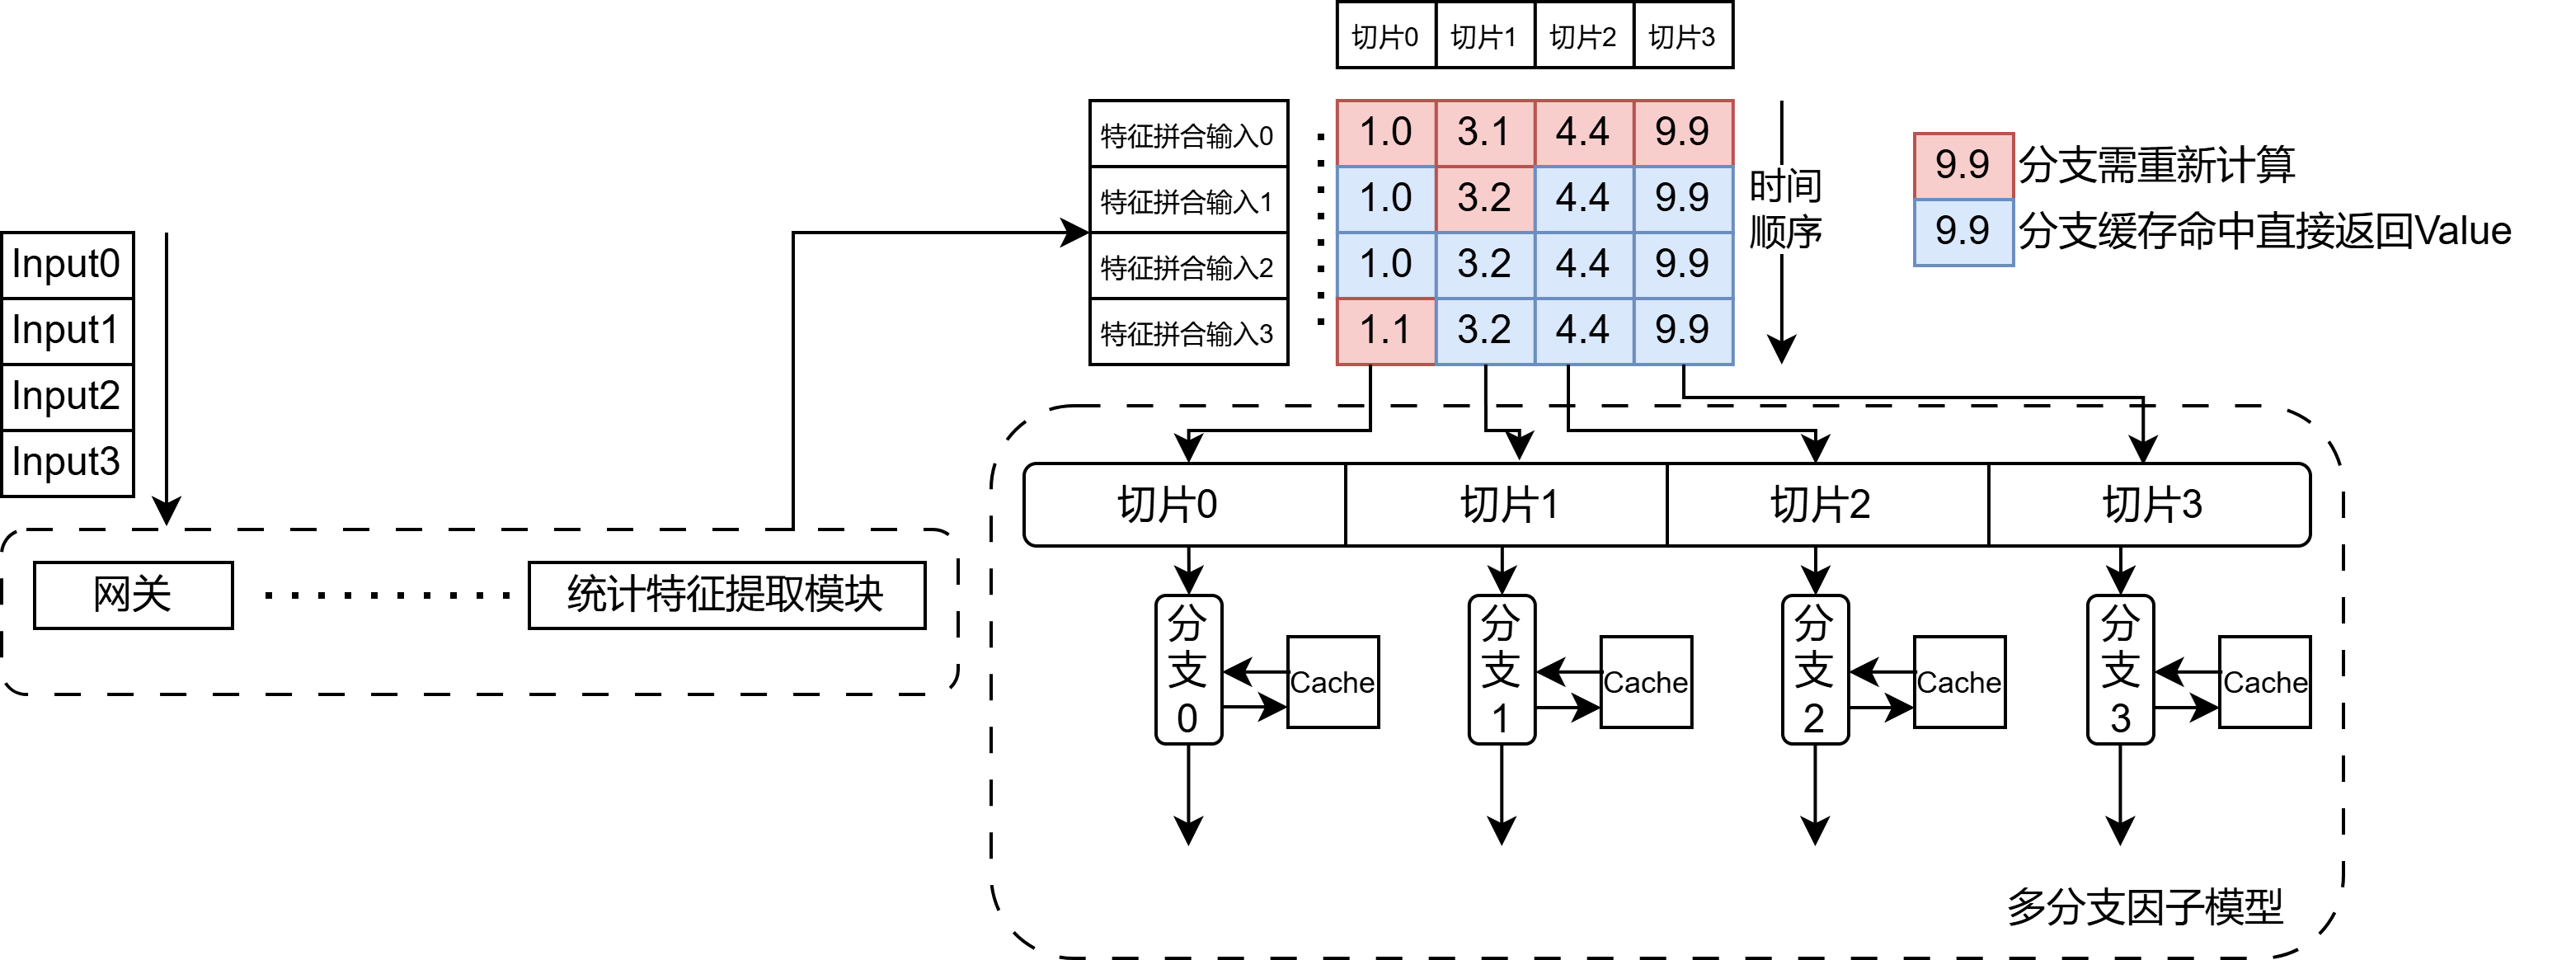 切片0 切片1 切片2 切片3
特征拼合输入0 1.0 3.1 4.4 9.9
特征拼合输入1 1.0 3.2 4.4 9.9
特征拼合输入2 1.0 3.2 4.4 9.9
特征拼合输入3 1.1 3.2 4.4 9.9
时间
顺序
9.9 分支需重新计算
9.9 分支缓存命中直接返回Value
Input0
Input1
Input2
Input3
网关
统计特征提取模块
切片0 切片1 切片2 切片3
分
支
0
Cache
分
支
1
Cache
分
支
2
Cache
分
支
3
Cache
多分支因子模型